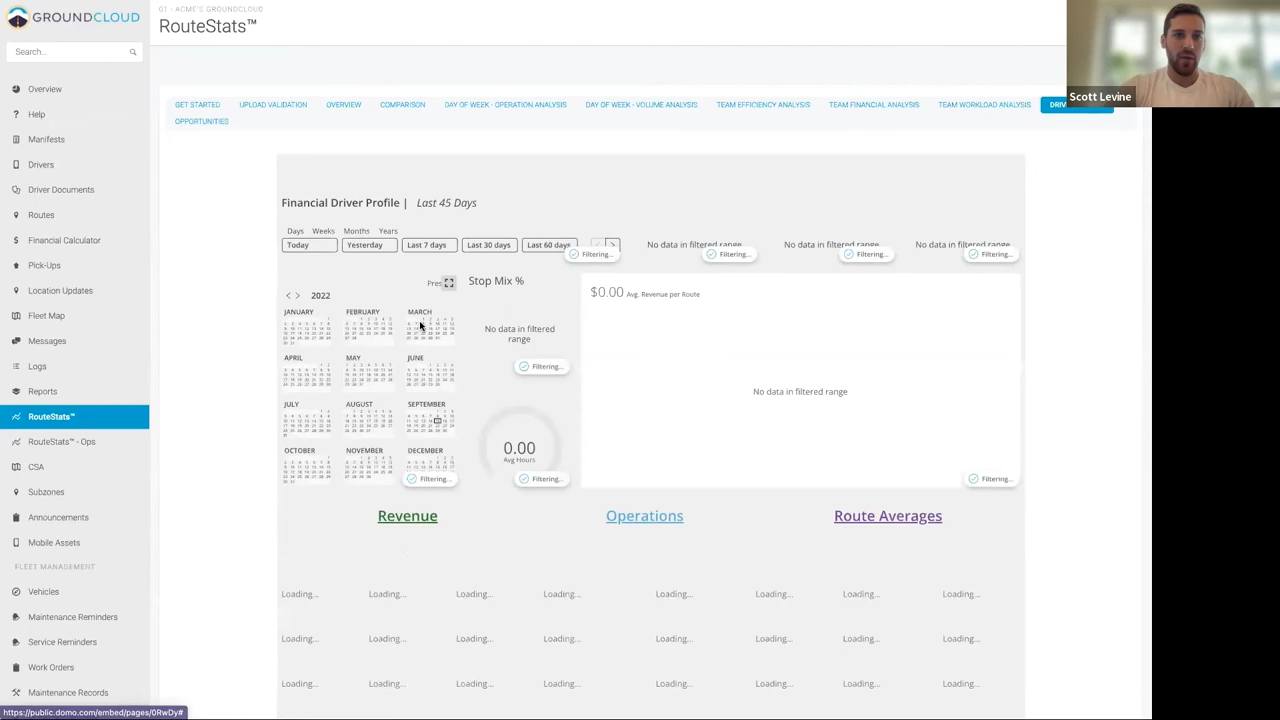 GROUNDCLOUD
Search...
Overview
Help
Manifests
Drivers
Driver Documents
Routes
Financial Calculator
Pick-Ups
Location Updates
Fleet Map
Messages
Logs
Reports
RouteStats™
RouteStats™ - Ops
CSA
Subzones
Announcements
Mobile Assets
FLEET MANAGEMENT
Vehicles
Maintenance Reminders
Service Reminders
Work Orders
Maintenance Records
https://public.domo.com/embed/pages/0RwDy#
01 - ACME'S GROUNDCLOUD
RouteStats™
Scott Levine
GET STARTED UPLOAD VALIDATION OVERVIEW COMPARISON DAY OF WEEK - OPERATION ANALYSIS DAY OF WEEK - VOLUME ANALYSIS TEAM EFFICIENCY ANALYSIS TEAM FINANCIAL ANALYSIS TEAM WORKLOAD ANALYSIS
OPPORTUNITIES
Financial Driver Profile | Last 45 Days
Days Weeks Months Years
Today Yesterday Last 7 days Last 30 days Last 60 days
No data in filtered range No data in filtered range No data in filtered range
Filtering... Filtering... Filtering... Filtering...
2022
JANUARY FEBRUARY MARCH
APRIL MAY JUNE
JULY AUGUST SEPTEMBER
OCTOBER NOVEMBER DECEMBER
Filtering...
Stop Mix %
No data in filtered
range
Filtering...
0.00
Avg Hours
Filtering...
$0.00 Avg. Revenue per Route
No data in filtered range
Filtering...
Revenue Operations Route Averages
Loading... Loading... Loading... Loading... Loading... Loading... Loading... Loading...
Loading... Loading... Loading... Loading... Loading... Loading... Loading... Loading...
Loading... Loading... Loading... Loading... Loading... Loading... Loading... Loading...